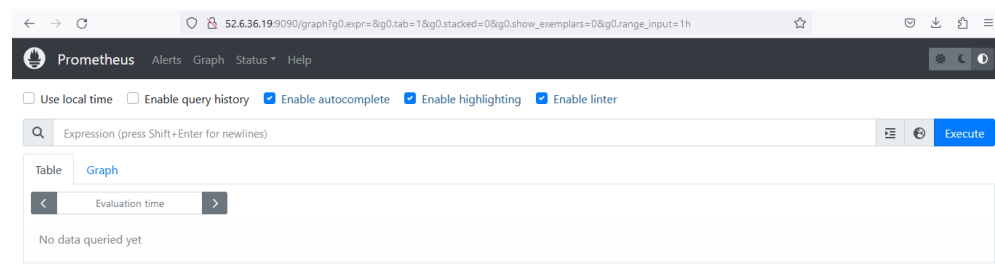 52.6.36.19:9090/graph?g0.expr=&g0.tab=1&g0.stacked=0&g0.show_exemplars=0&g0.range_input=1h
Prometheus Alerts Graph Status Help
Use local time Enable query history Enable autocomplete Enable highlighting Enable linter
Expression (press Shift+Enter for newlines) Execute
Table Graph
Evaluation time
No data queried yet